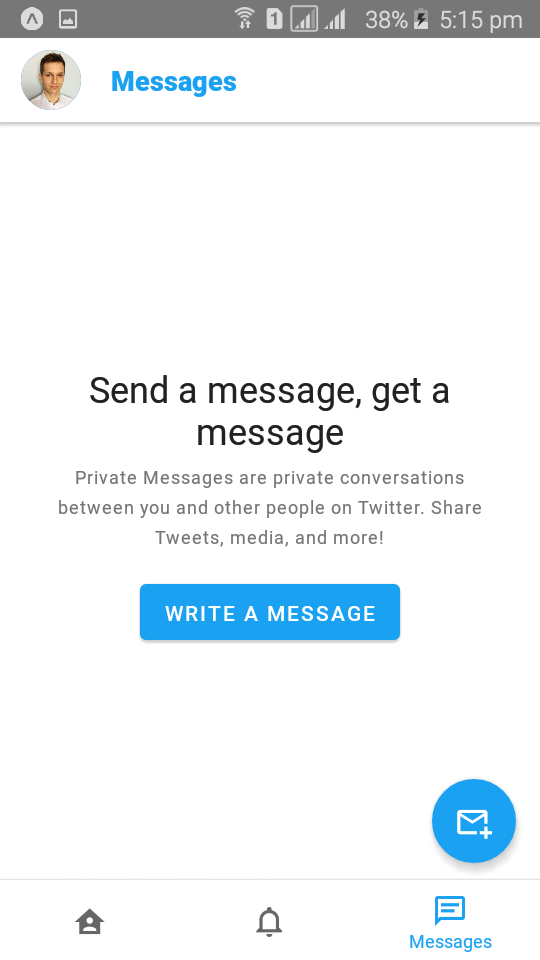 1 38% 5:15 pm
Messages
Send a message, get a
message
Private Messages are private conversations
between you and other people on Twitter. Share
Tweets, media, and more!
WRITE A MESSAGE
Messages